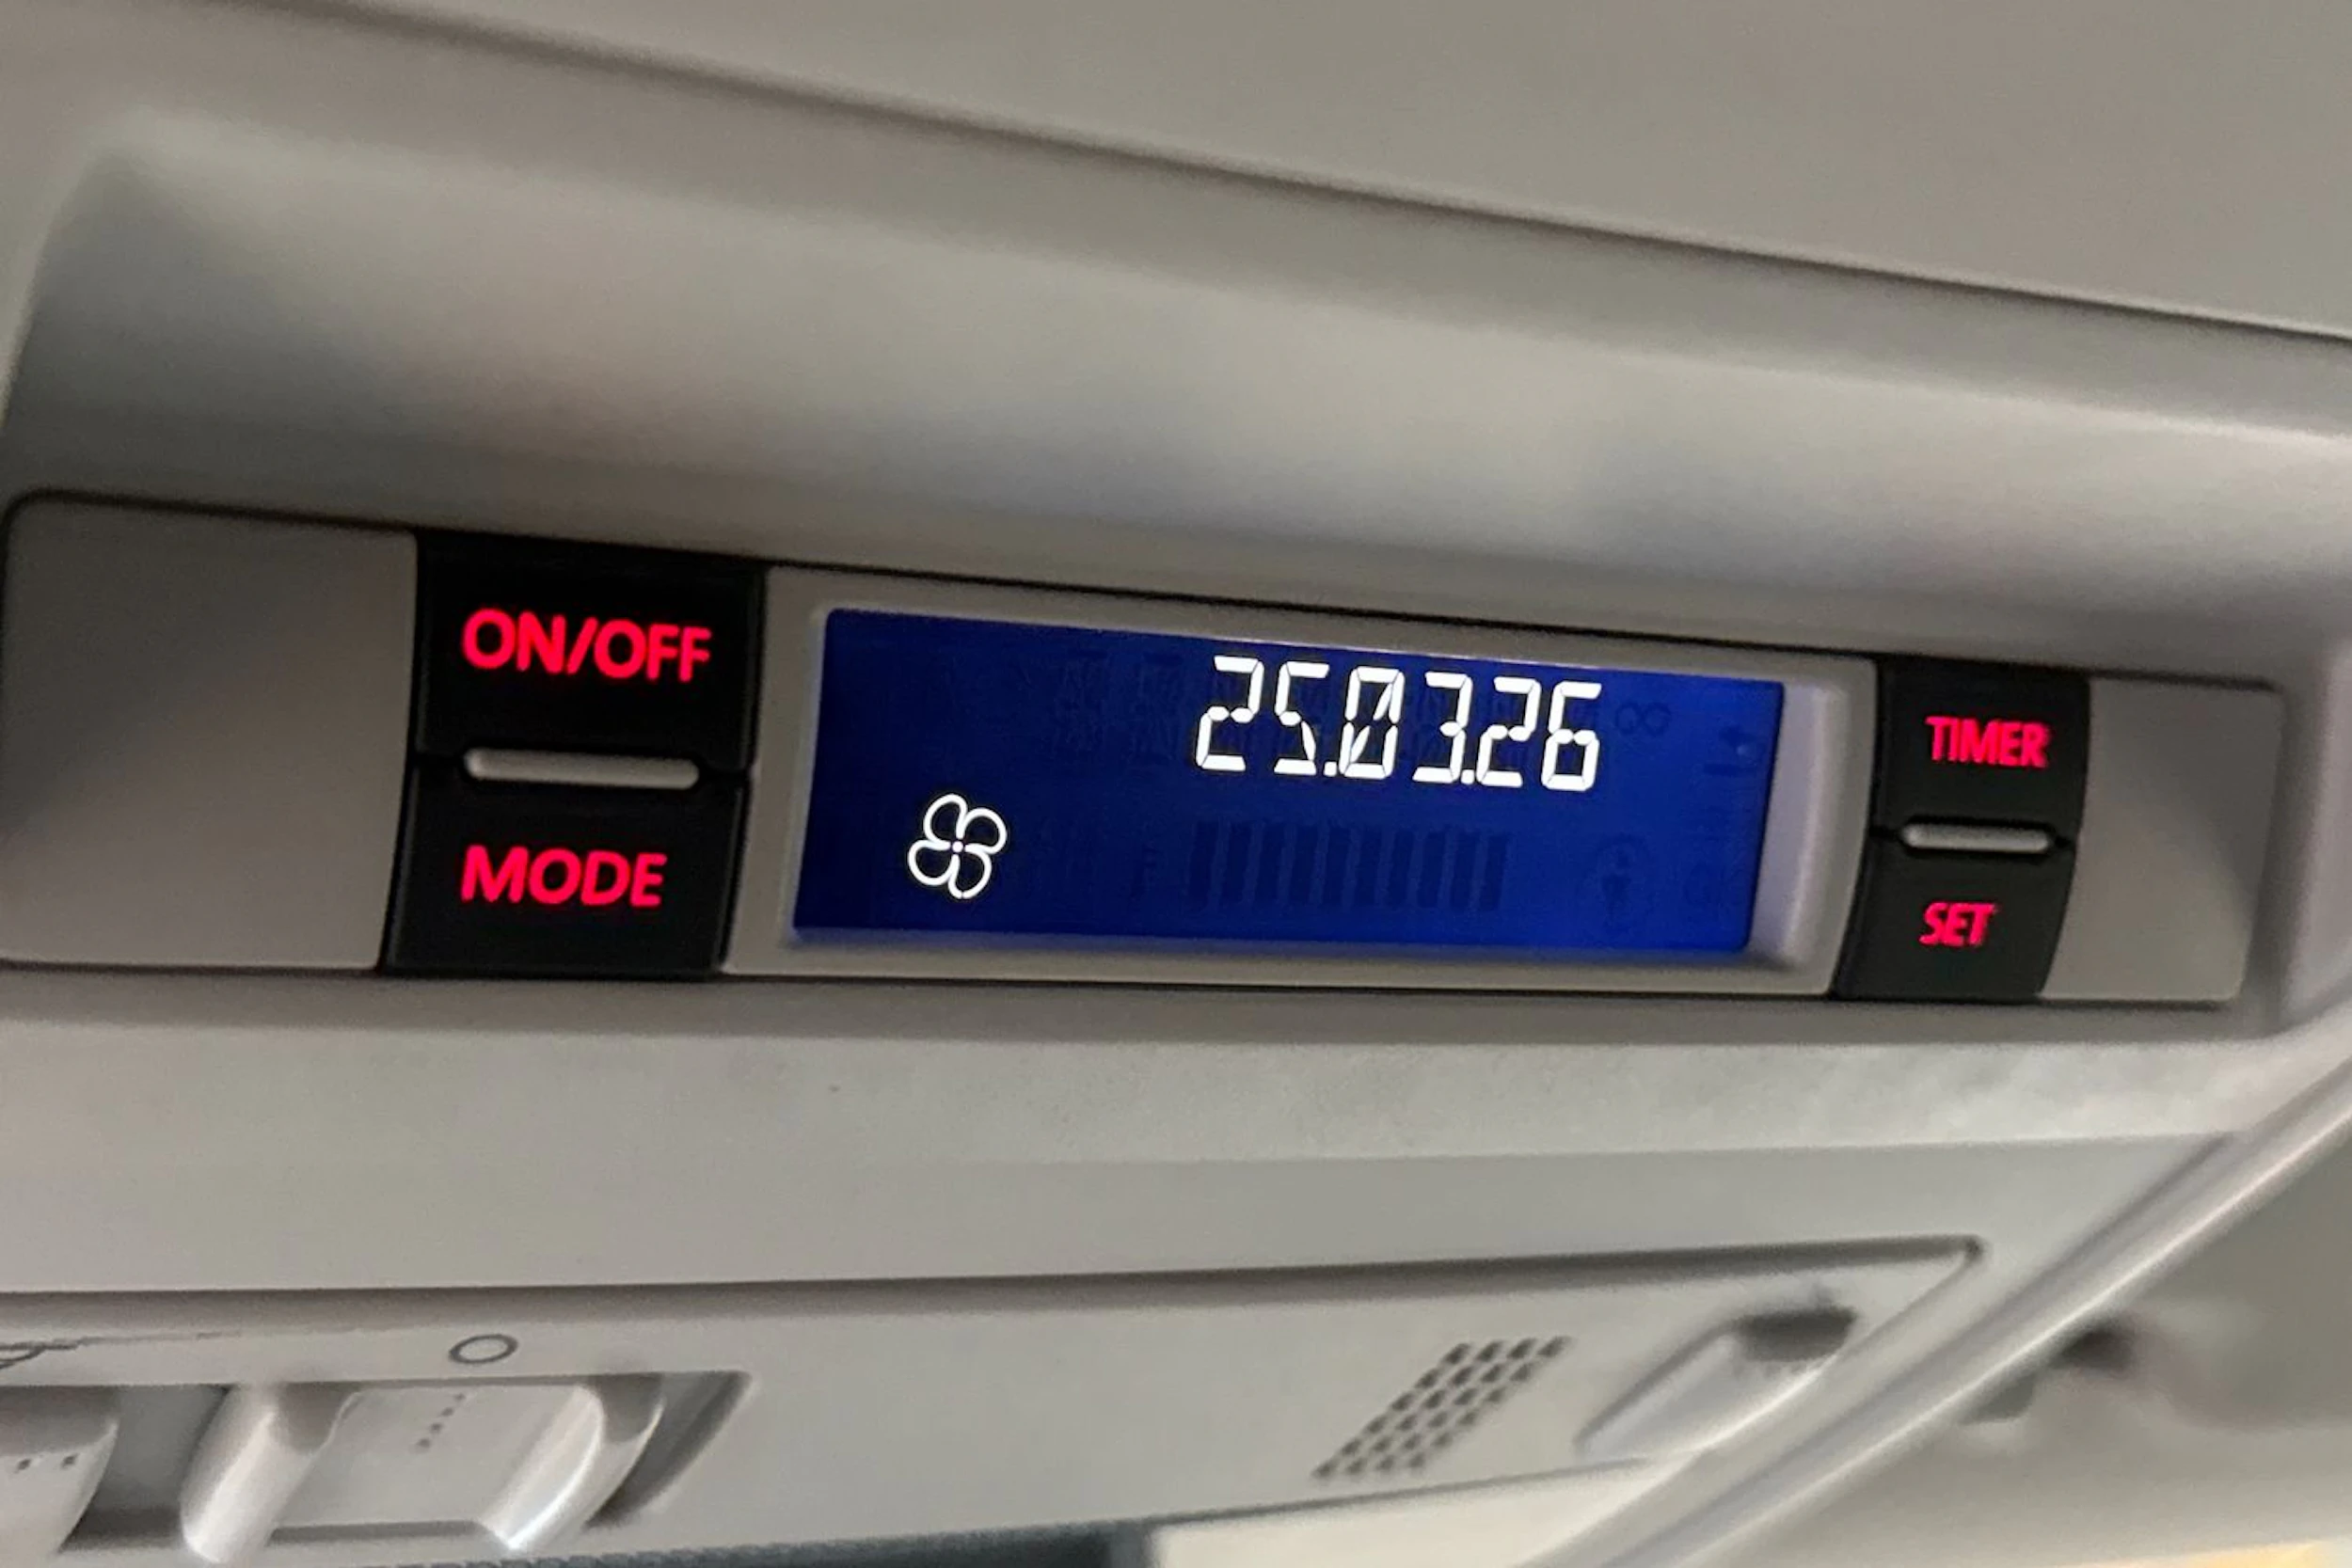 ON/OFF
MODE
25.03.26
TIMER
SET